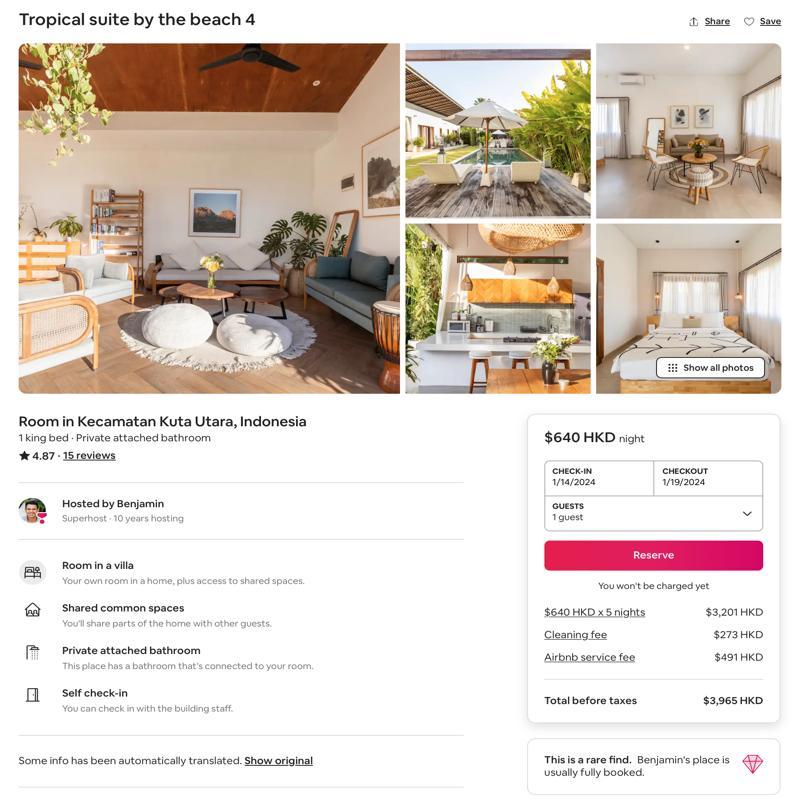 Tropical suite by the beach 4
Share
Save
Show all photos
Room in Kecamatan Kuta Utara, Indonesia
1 king bed · Private attached bathroom
4.87 · 15 reviews
Hosted by Benjamin
Superhost · 10 years hosting
Room in a villa
Your own room in a home, plus access to shared spaces.
Shared common spaces
You'll share parts of the home with other guests.
Private attached bathroom
This place has a bathroom that's connected to your room.
Self check-in
You can check in with the building staff.
Some info has been automatically translated. Show original
$640 HKD night
CHECK-IN
1/14/2024
CHECKOUT
1/19/2024
GUESTS
1 guest
Reserve
You won't be charged yet
$640 HKD x 5 nights $3,201 HKD
Cleaning fee $273 HKD
Airbnb service fee $491 HKD
Total before taxes $3,965 HKD
This is a rare find. Benjamin's place is
usually fully booked.